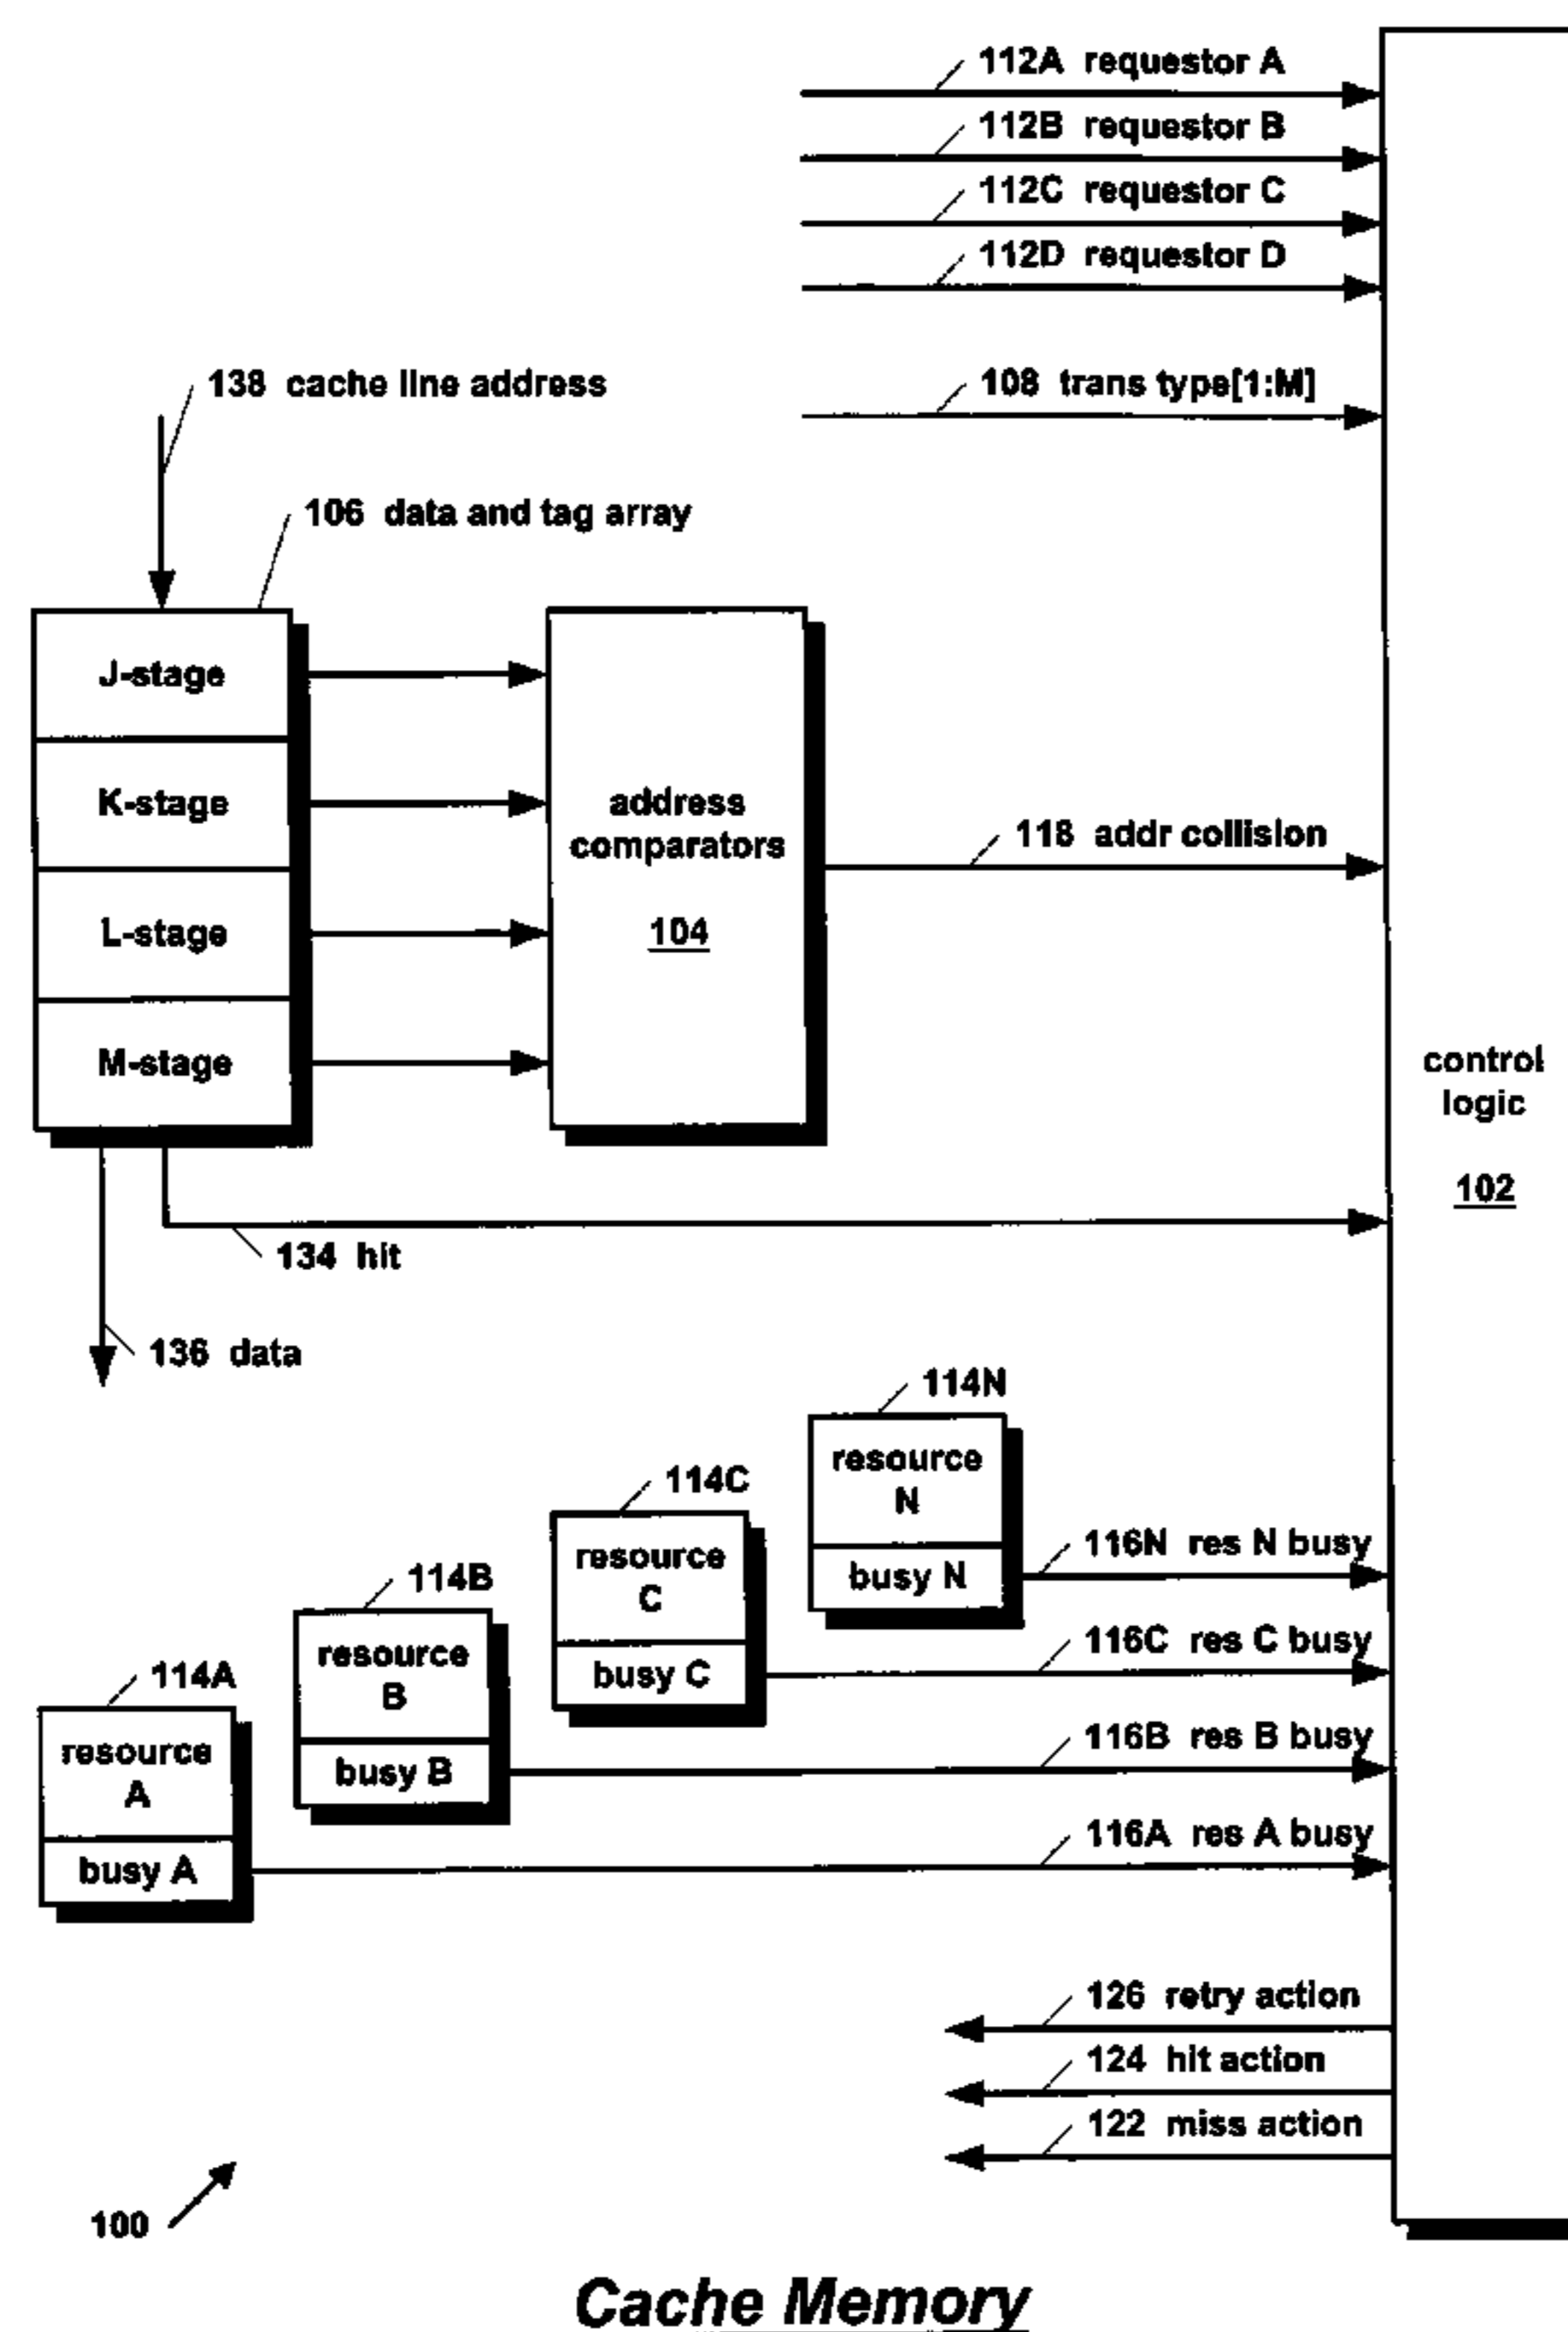 112A requestor A
112B requestor B
112C requestor C
112D requestor D
138 cache line address
108 trans type[1:M]
106 data and tag array
J-stage
K-stage
L-stage
M-stage
address
comparators
104
118 addr collision
control
logic
102
134 hit
136 data
114N
resource
N
busy N
116N res N busy
114C
resource
C
busy C
116C res C busy
114B
resource
B
busy B
116B res B busy
114A
resource
A
busy A
116A res A busy
126 retry action
124 hit action
122 miss action
100
Cache Memory